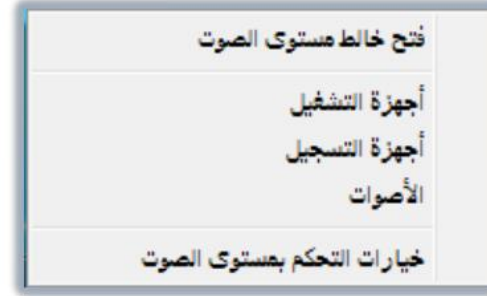 فتح خالط مستوى الصوت
أجهزة التشغيل
أجهزة التسجيل
الأصوات
خيارات التحكم بمستوى الصوت